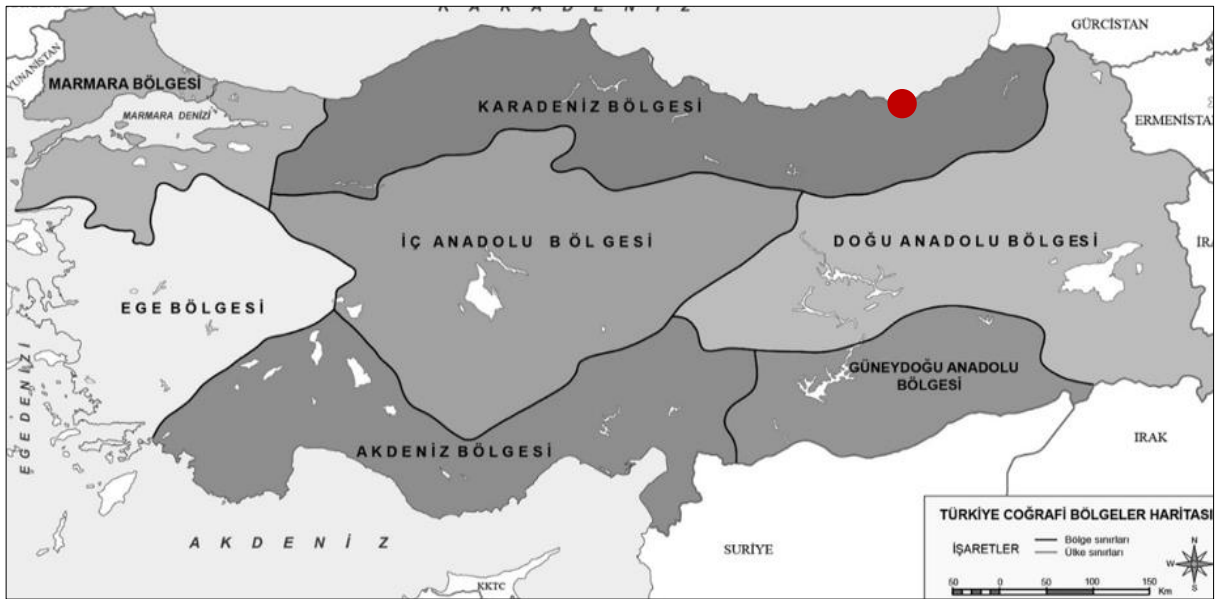 K A R A D E N İ Z
GÜRCİSTAN
YUNANİSTAN
MARMARA BÖLGESİ
MARMARA DENİZİ
KARADENİZ BÖLGESİ
ERMENİSTAN
İÇ ANADOLU BÖLGESİ
DOĞU ANADOLU BÖLGESİ
İRA
EGE BÖLGESİ
EGE DENİZİ
GÜNEYDOĞU ANADOLU
BÖLGESİ
AKDENİZ BÖLGESİ
IRAK
A K D E N İ Z
SURİYE
KKTC
TÜRKİYE COĞRAFİ BÖLGELER HARİTASI
İŞARETLER
Bölge sınırları
Ülke sınırları
N
W
E
S
50 0 50 100 150
Km